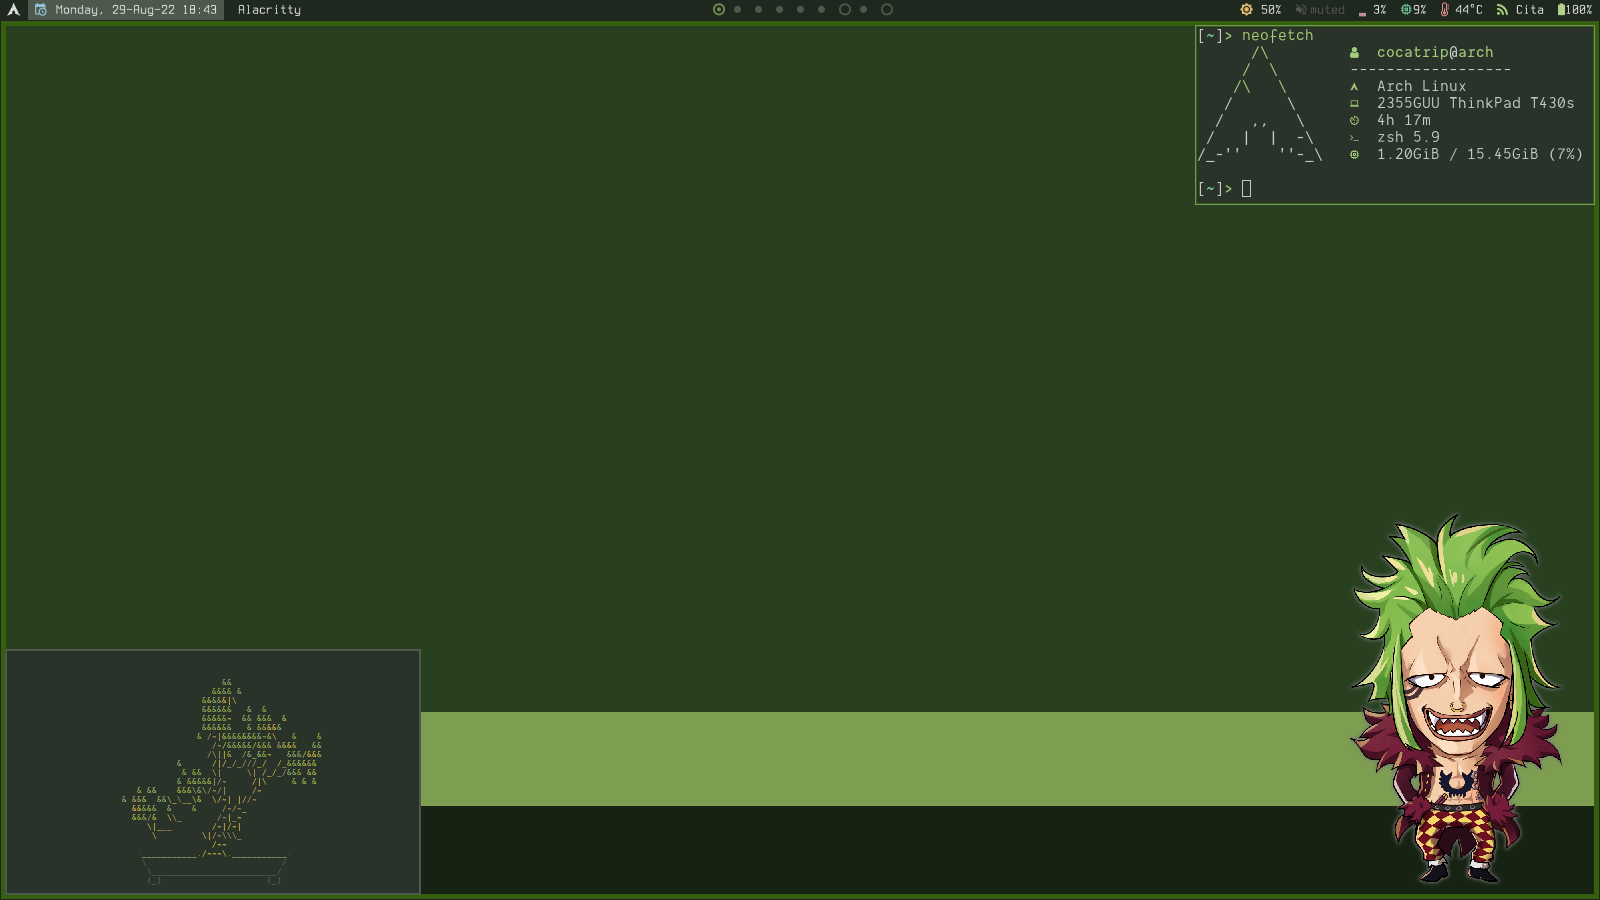 Monday, 29-Aug-22 18:43 Alacritty 50% muted 3% 9% 44°C Cita 100%
[~]> neofetch
cocatrip@arch
------------------
Arch Linux
2355GUU ThinkPad T430s
4h 17m
zsh 5.9
1.20GiB / 15.45GiB (7%)
[~]>